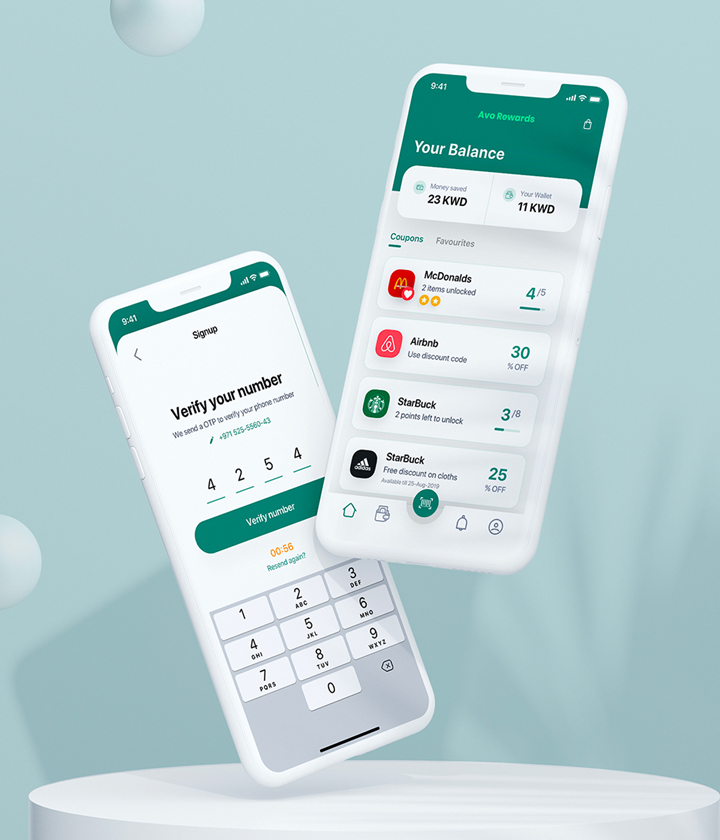 9:41
Avo Rewards
Your Balance
Money saved
23 KWD
Your Wallet
11 KWD
Coupons
Favourites
McDonalds
2 items unlocked
4/5
Airbnb
Use discount code
30
% OFF
StarBuck
2 points left to unlock
3/8
adidas
StarBuck
Free discount on cloths
Available till 25-Aug-2019
25
% OFF
9:41
Signup
Verify your number
We send a OTP to verify your phone number
+971 525-5560-43
4 2 5 4
Verify number
00:56
Resend again?
1
2
ABC
3
DEF
4
GHI
5
JKL
6
MNO
7
PQRS
8
TUV
9
WXYZ
0